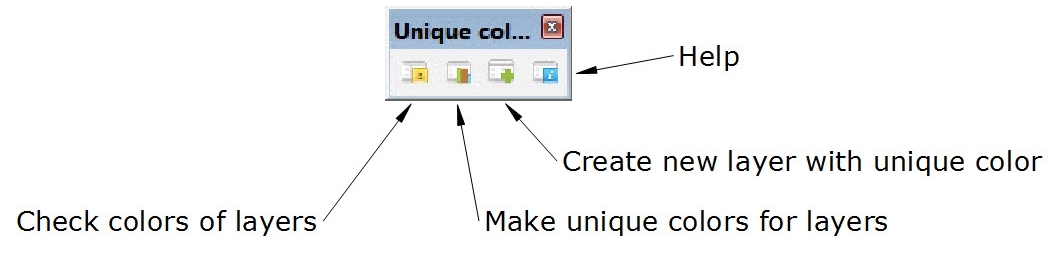 Unique col...
Help
Create new layer with unique color
Check colors of layers
Make unique colors for layers